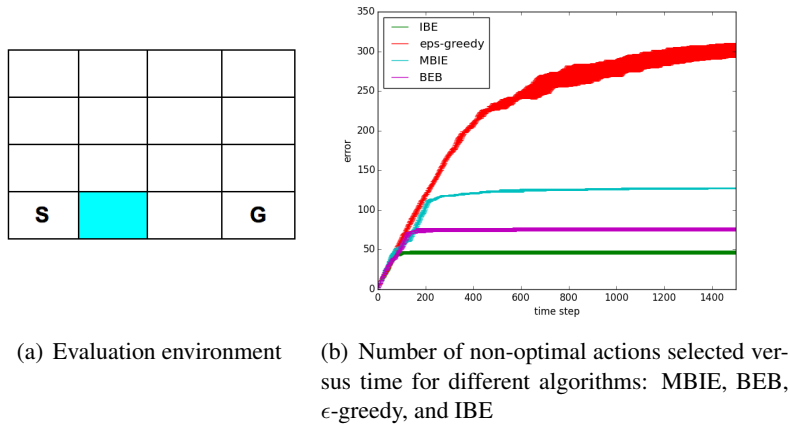 S
G
350
300
250
200
150
100
50
0
error
IBE
eps-greedy
MBIE
BEB
0 200 400 600 800 1000 1200 1400
time step
(a) Evaluation environment
(b) Number of non-optimal actions selected ver-
sus time for different algorithms: MBIE, BEB,
ϵ-greedy, and IBE